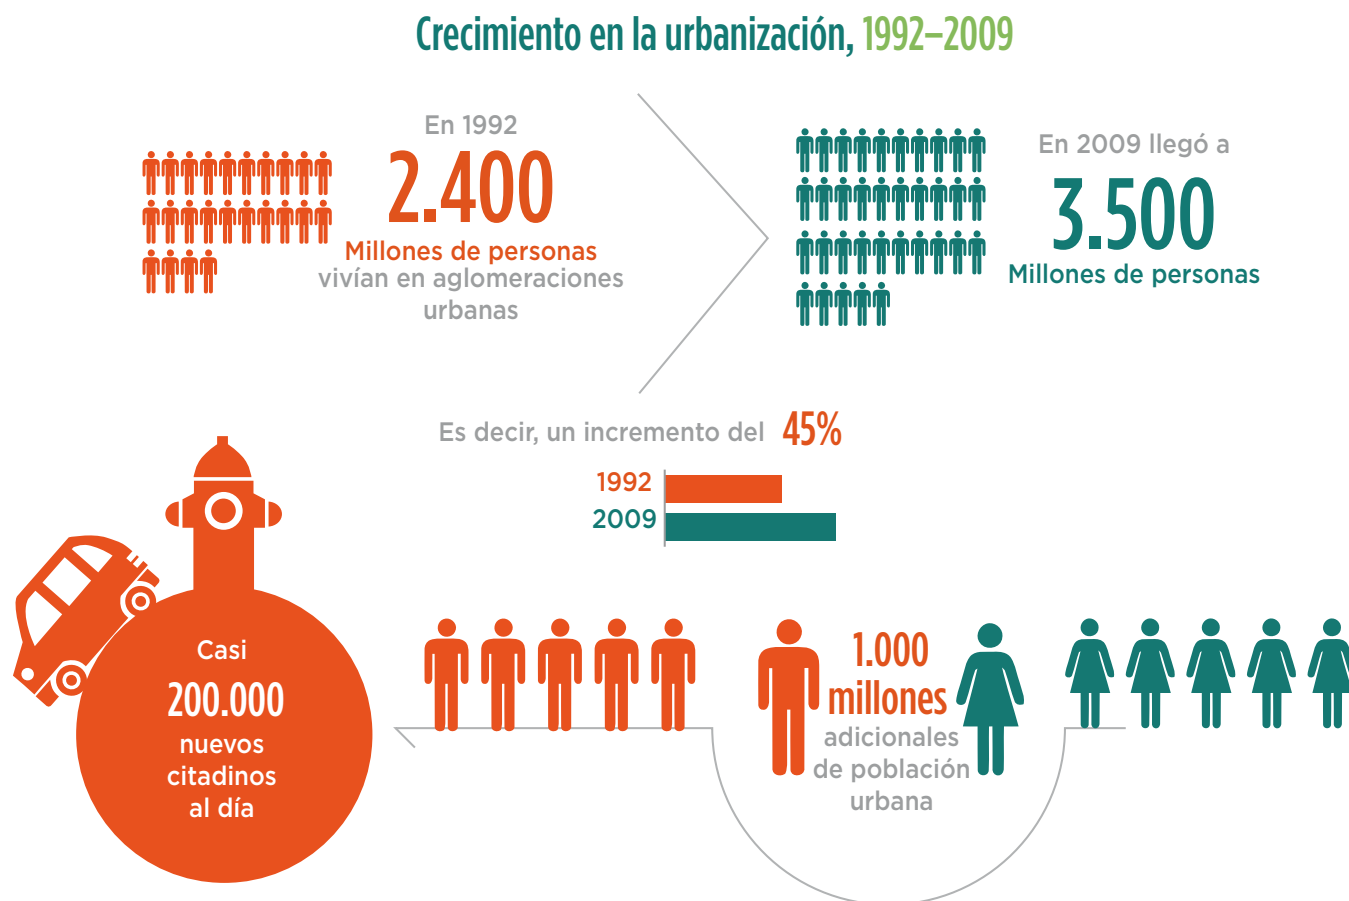 Crecimiento en la urbanización, 1992–2009
En 1992
2.400
Millones de personas
vivían en aglomeraciones
urbanas
En 2009 llegó a
3.500
Millones de personas
Es decir, un incremento del 45%
1992
2009
Casi
200.000
nuevos
citadinos
al día
1.000
millones
adicionales
de población
urbana